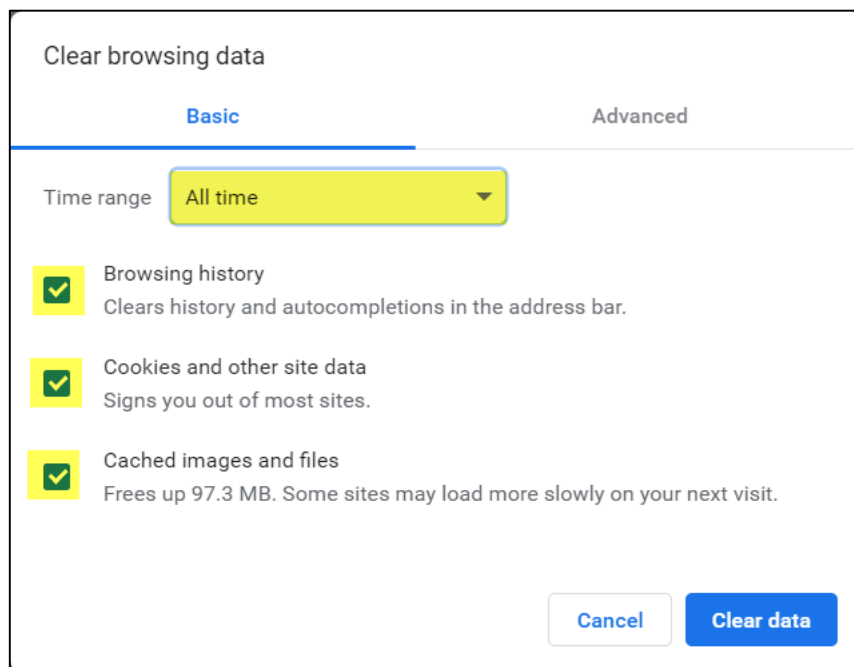 Clear browsing data
Basic Advanced
Time range All time
Browsing history
Clears history and autocompletions in the address bar.
Cookies and other site data
Signs you out of most sites.
Cached images and files
Frees up 97.3 MB. Some sites may load more slowly on your next visit.
Cancel Clear data